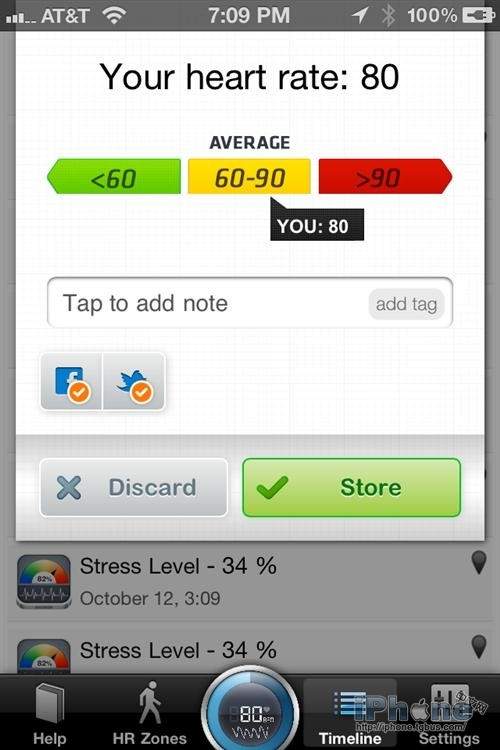 AT&T 7:09 PM 100%
Your heart rate: 80
AVERAGE
<60 60-90 >90
YOU: 80
Tap to add note add tag
Discard Store
82%
Stress Level - 34 %
October 12, 3:09
82%
Stress Level - 34 %
80 BPM
iPhone
http://iphone.tgbus.com
Help HR Zones Timeline Settings